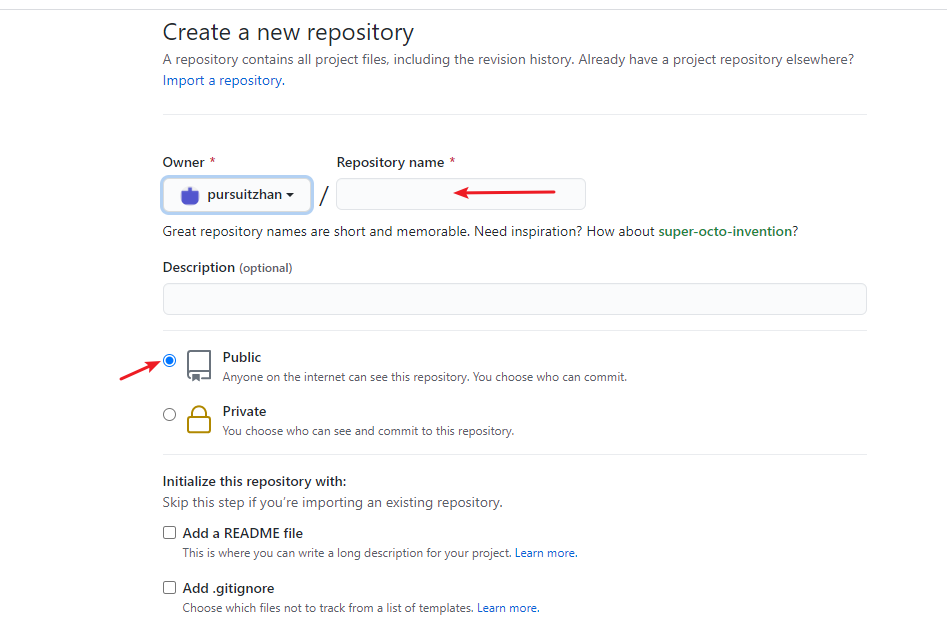 Create a new repository
A repository contains all project files, including the revision history. Already have a project repository elsewhere?
Import a repository.
Owner * Repository name *
pursuitzhan /
Great repository names are short and memorable. Need inspiration? How about super-octo-invention?
Description (optional)
Public
Anyone on the internet can see this repository. You choose who can commit.
Private
You choose who can see and commit to this repository.
Initialize this repository with:
Skip this step if you’re importing an existing repository.
Add a README file
This is where you can write a long description for your project. Learn more.
Add .gitignore
Choose which files not to track from a list of templates. Learn more.